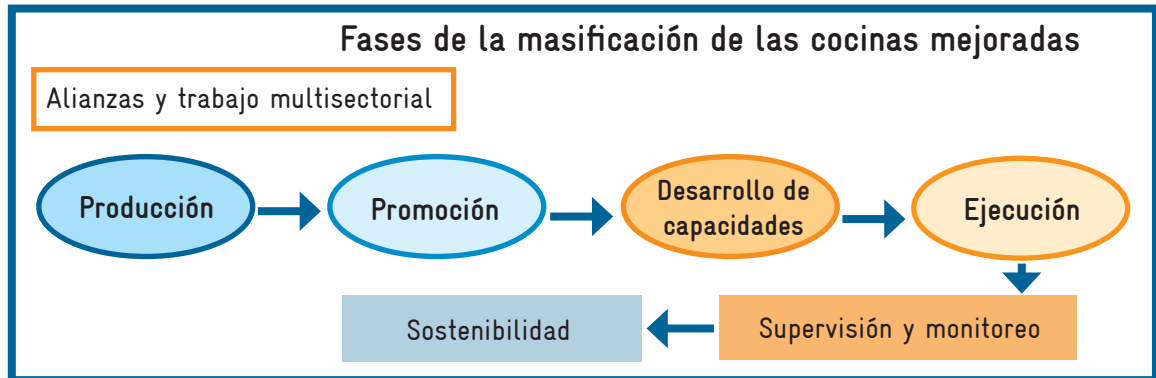 Fases de la masificación de las cocinas mejoradas
Alianzas y trabajo multisectorial
Producción
Promoción
Desarrollo de
capacidades
Ejecución
Sostenibilidad
Supervisión y monitoreo